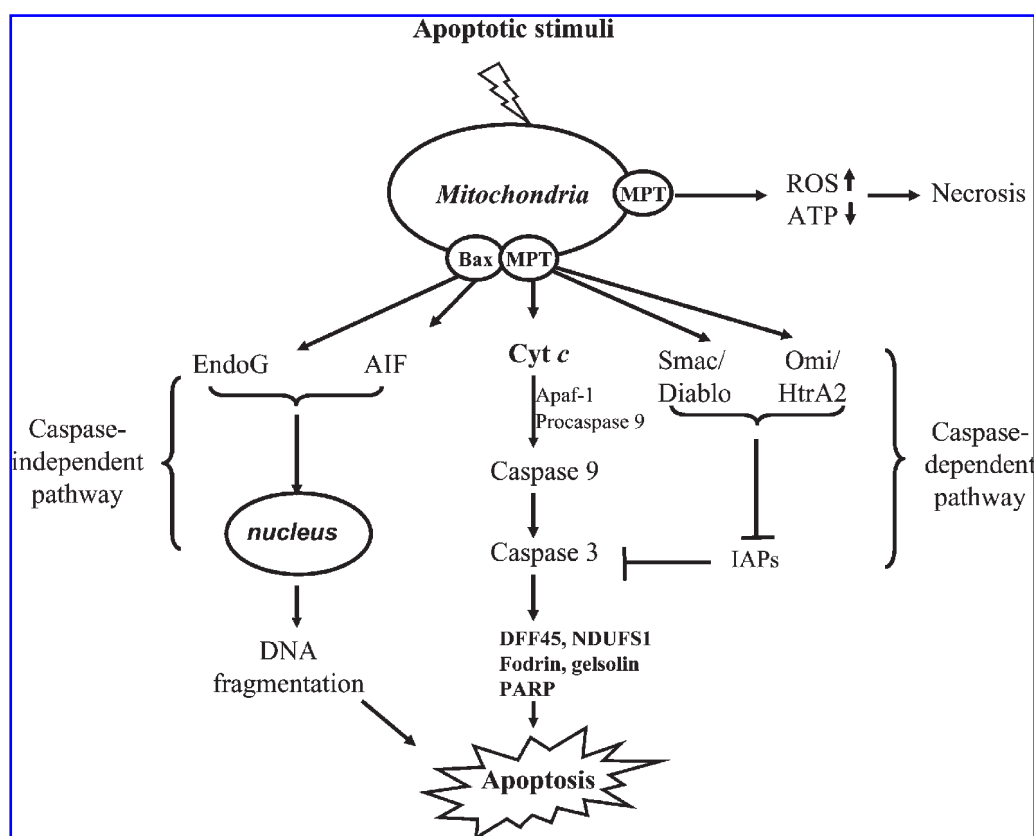 Apoptotic stimuli
Mitochondria
MPT
ROS
ATP
Necrosis
Bax
MPT
EndoG
AIF
Cyt c
Smac/
Diablo
Omi/
HtrA2
Apaf-1
Procaspase 9
Caspase-
independent
pathway
Caspase 9
Caspase-
dependent
pathway
nucleus
Caspase 3
IAPs
DNA
fragmentation
DFF45, NDUFS1
Fodrin, gelsolin
PARP
Apoptosis